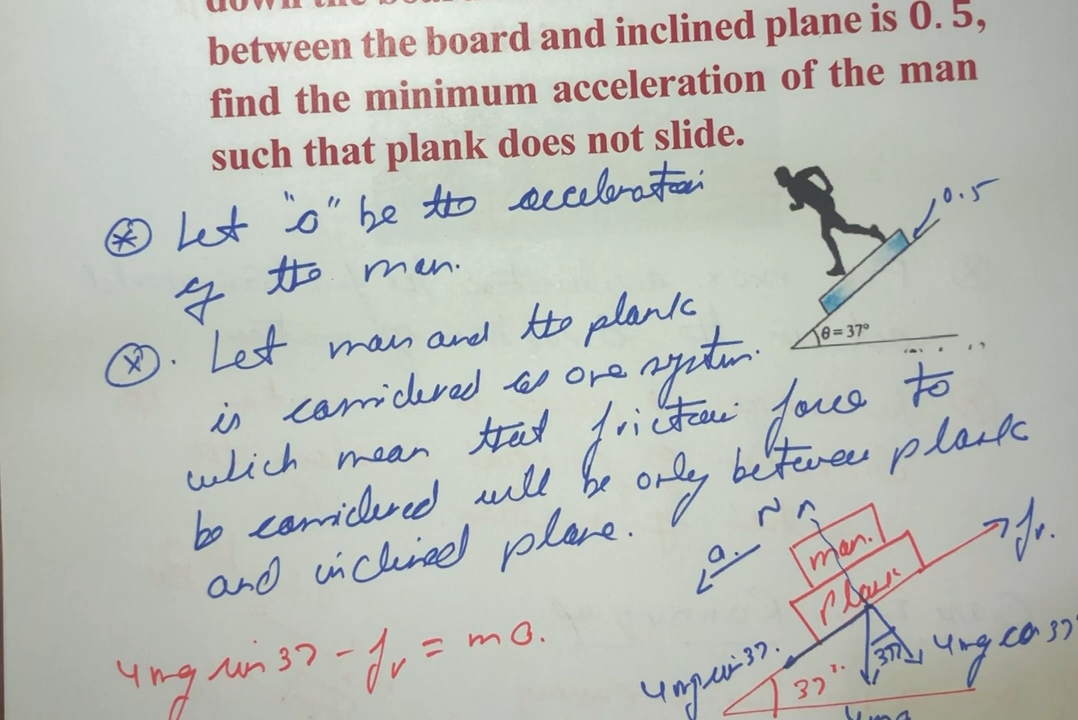 between the board and inclined plane is 0.5,
find the minimum acceleration of the man
such that plank does not slide.
Let "a" be the acceleration
of the man.
0.5
θ=37°
Let man and the plank
is considered as one system.
which mean that friction force to
be considered will be only between plank
and inclined plane.
N
a.
man.
fr.
Plank
4mg sin 37 - fr = ma.
4mg sin 37.
37°.
37
4mg cos 37°
4mg